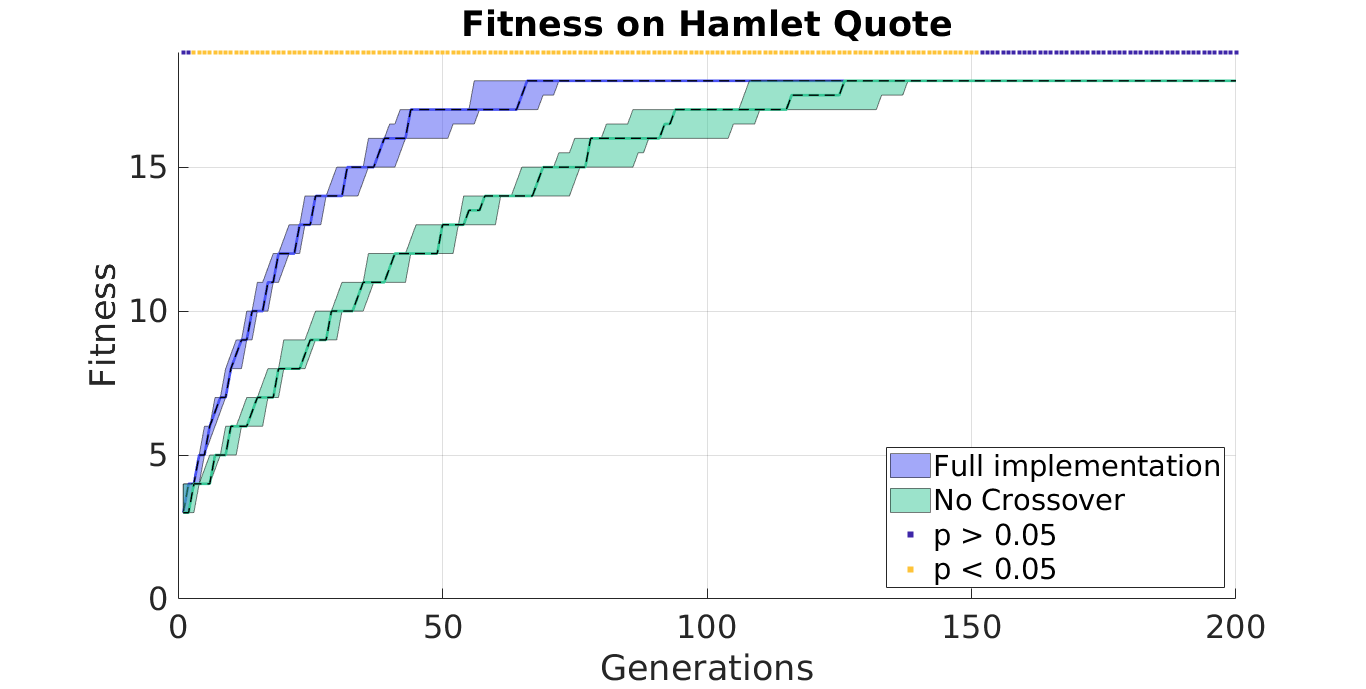 Fitness on Hamlet Quote
Fitness
15
10
5
0
0 50 100 150 200
Generations
Full implementation
No Crossover
p > 0.05
p < 0.05